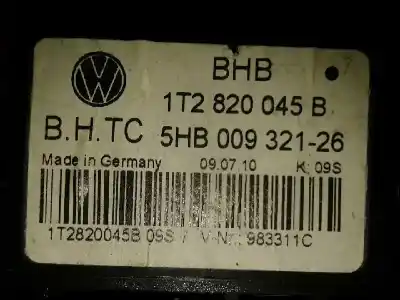 BHB
1T2 820 045 B
B.H.TC 5HB 009 321-26
Made in Germany 09.07.10 K: 09S
1T2820045B 09S / V-Nr.: 983311C